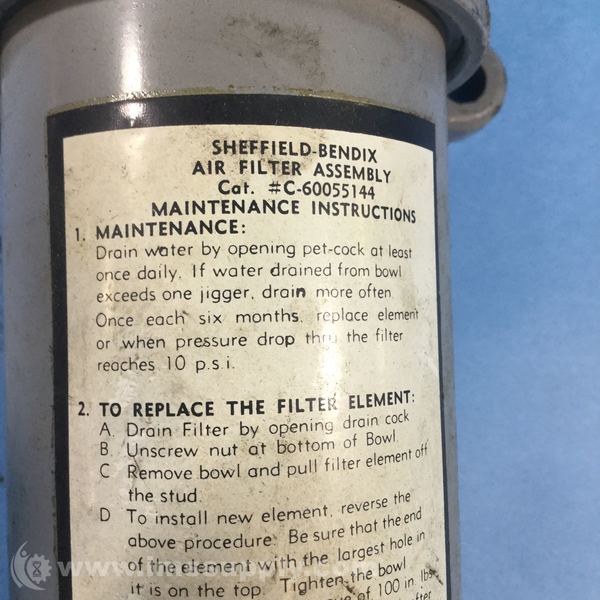 SHEFFIELD-BENDIX
AIR FILTER ASSEMBLY
Cat. #C-60055144
MAINTENANCE INSTRUCTIONS
1. MAINTENANCE:
Drain water by opening pet-cock at least
once daily. If water drained from bowl
exceeds one jigger, drain more often
Once each six months, replace element
or when pressure drop thru the filter
reaches 10 p.s.i.
2. TO REPLACE THE FILTER ELEMENT:
A. Drain Filter by opening drain cock
B. Unscrew nut at bottom of Bowl
C Remove bowl and pull filter element off
the stud.
D To install new element, reverse the
above procedure. Be sure that the end
of the element with the largest hole in
it is on the top. Tighten the bowl
of 100 in lbs